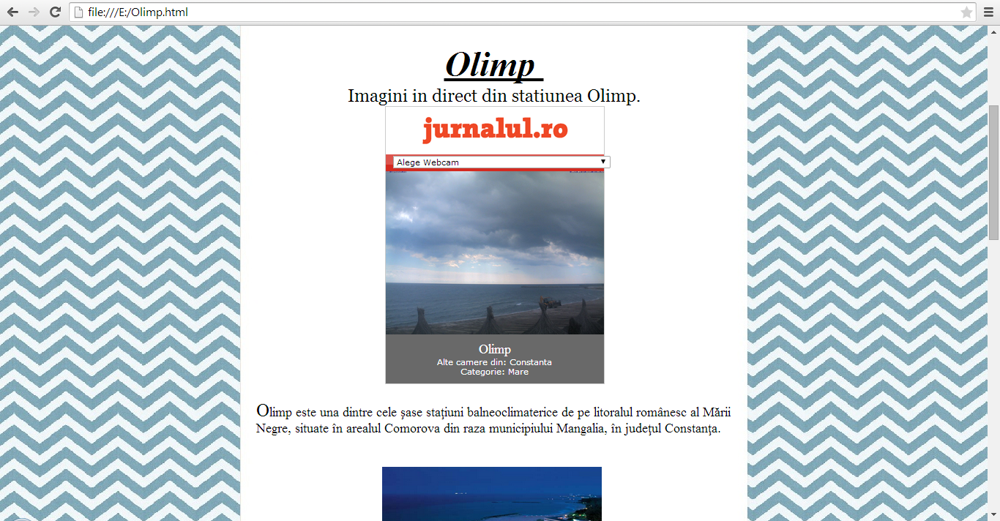 file:///E:/Olimp.html
Olimp
Imagini in direct din statiunea Olimp.
jurnalul.ro
Alege Webcam
Olimp
Alte camere din: Constanta
Categorie: Mare
Olimp este una dintre cele șase stațiuni balneoclimaterice de pe litoralul românesc al Mării
Negre, situate în arealul Comorova din raza municipiului Mangalia, în județul Constanța.